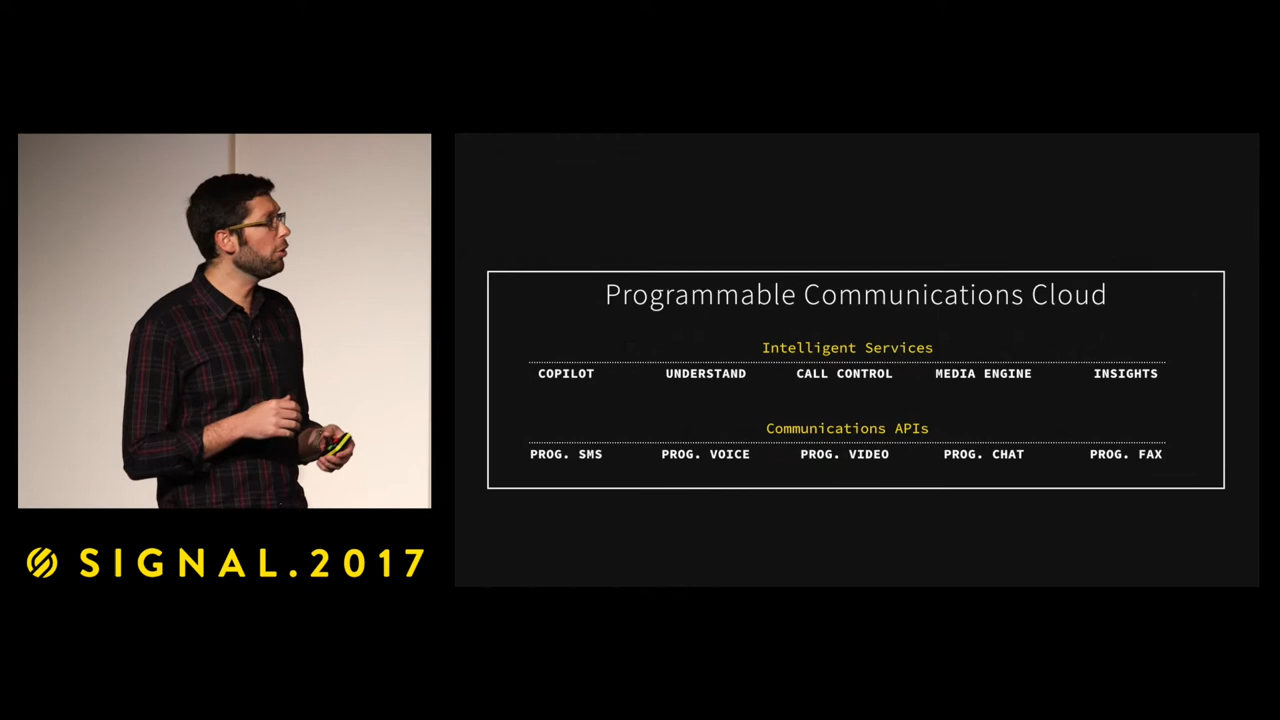 Programmable Communications Cloud
Intelligent Services
COPILOT UNDERSTAND CALL CONTROL MEDIA ENGINE INSIGHTS
Communications APIs
PROG. SMS PROG. VOICE PROG. VIDEO PROG. CHAT PROG. FAX
SIGNAL.2017